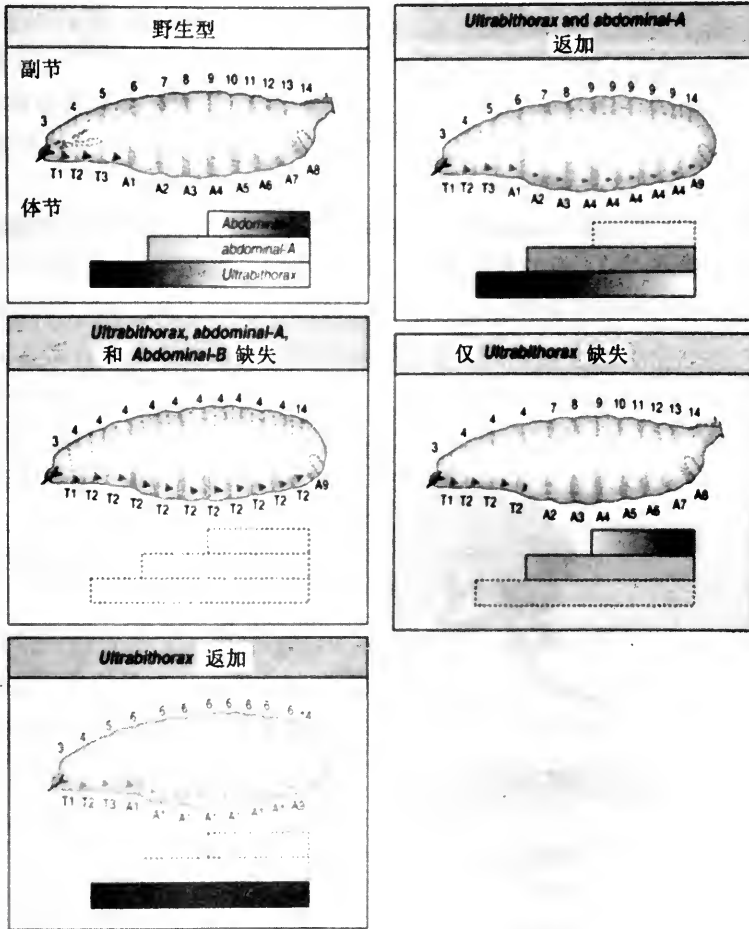 野生型
副节
3 4 5 6 7 8 9 10 11 12 13 14
T1 T2 T3 A1 A2 A3 A4 A5 A6 A7 A8
体节
abdominal-A
Ultrabithorax
Ultrabithorax and abdominal-A
返加
3 4 5 6 7 8 9 9 9 9 9 14
T1 T2 T3 A1 A2 A3 A4 A4 A4 A4 A4 A9
Ultrabithorax, abdominal-A,
和 Abdominal-B 缺失
3 4 4 4 4 4 4 4 4 4 4 14
T1 T2 T2 T2 T2 T2 T2 T2 T2 T2 T2 A9
仅 Ultrabithorax 缺失
3 4 4 4 7 8 9 10 11 12 13 14
T1 T2 T2 T2 A2 A3 A4 A5 A6 A7 A8
Ultrabithorax 返加
3 4 5 6 6 6 6 6 6 6 6
T1 T2 T3 A1 A1 A1 A1 A1